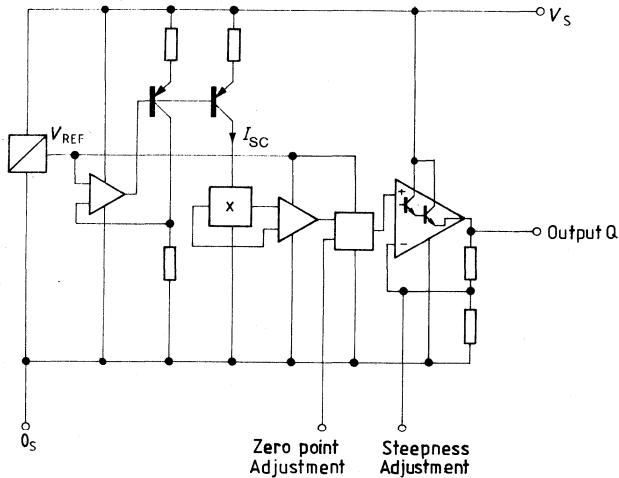 V_S
V_REF
I_SC
x
+
−
Output Q
0_S
Zero point
Adjustment
Steepness
Adjustment